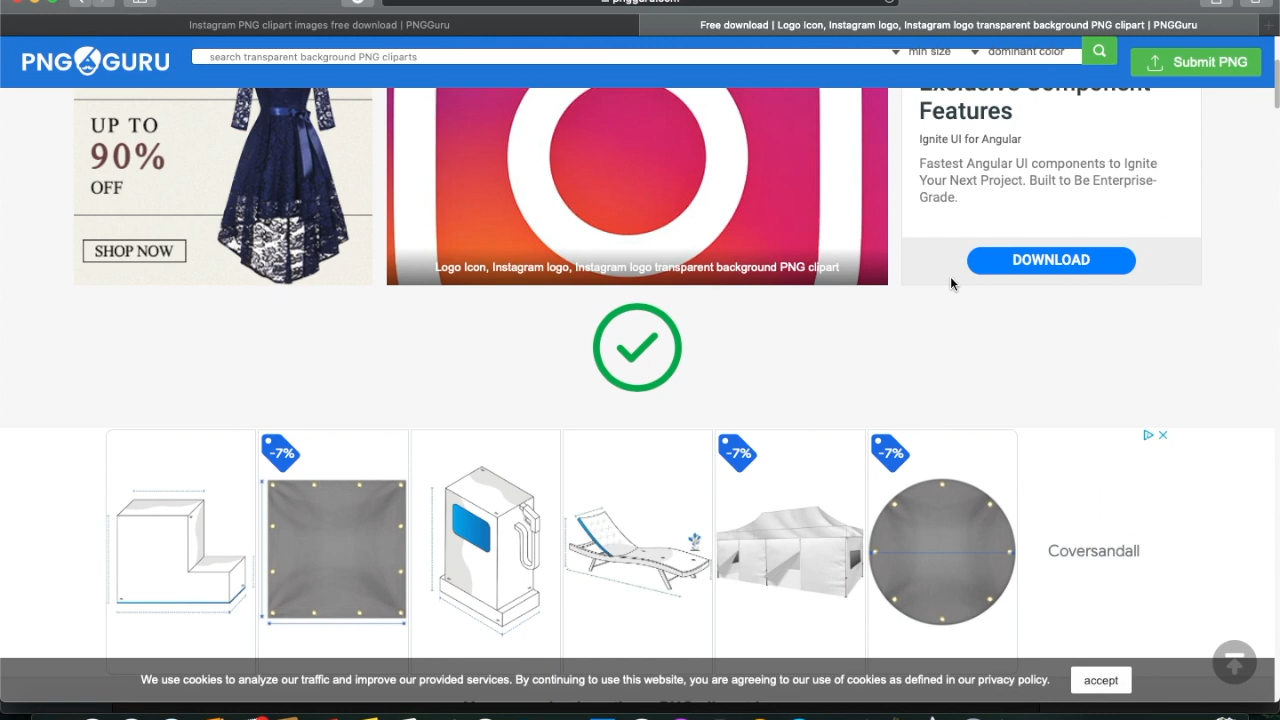 pngguru.com
Instagram PNG clipart images free download | PNGGuru
Free download | Logo Icon, Instagram logo, Instagram logo transparent background PNG clipart | PNGGuru
PNG GURU
search transparent background PNG cliparts
min size
dominant color
Submit PNG
UP TO
90%
OFF
SHOP NOW
Logo Icon, Instagram logo, Instagram logo transparent background PNG clipart
Exclusive Component
Features
Ignite UI for Angular
Fastest Angular UI components to Ignite
Your Next Project. Built to Be Enterprise-
Grade.
DOWNLOAD
-7%
-7%
-7%
Coversandall
We use cookies to analyze our traffic and improve our provided services. By continuing to use this website, you are agreeing to our use of cookies as defined in our privacy policy.
accept